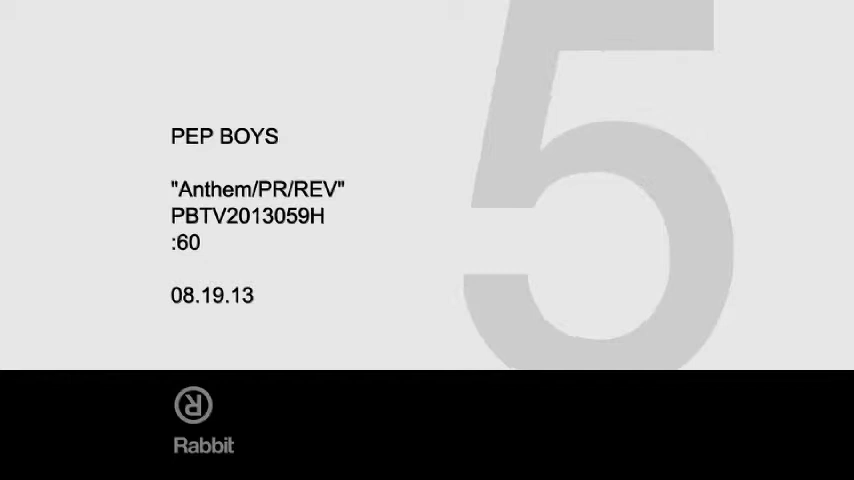 PEP BOYS
"Anthem/PR/REV"
PBTV2013059H
:60
08.19.13
5
R
Rabbit